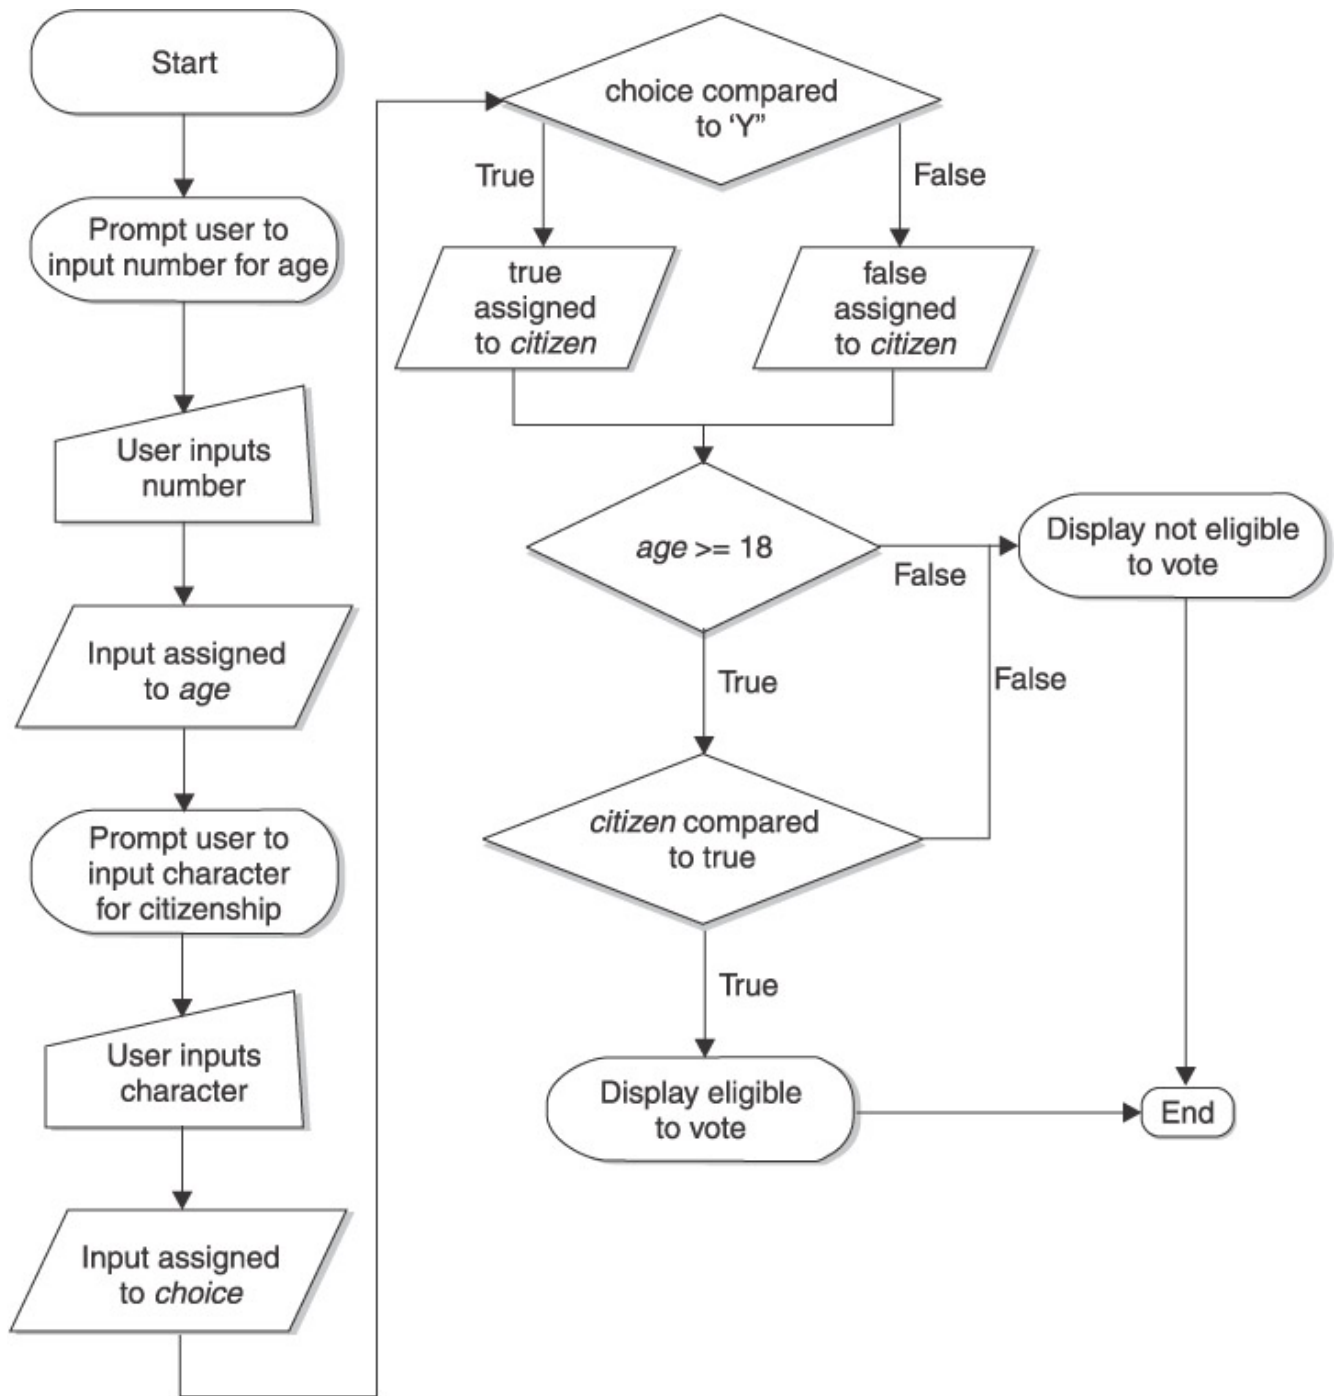 Start
Prompt user to
input number for age
User inputs
number
Input assigned
to age
Prompt user to
input character
for citizenship
User inputs
character
Input assigned
to choice
choice compared
to ‘Y”
True
False
true
assigned
to citizen
false
assigned
to citizen
age >= 18
False
Display not eligible
to vote
True
False
citizen compared
to true
True
Display eligible
to vote
End